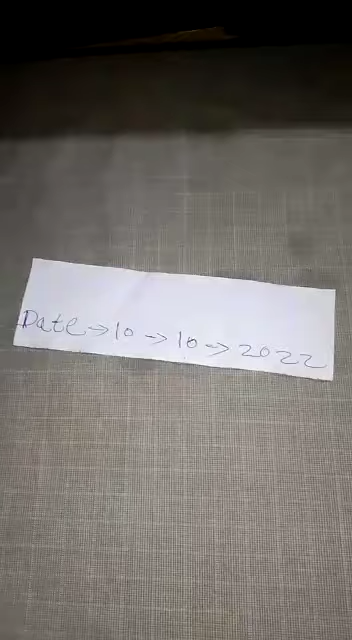 Date → 10 → 10 → 2022